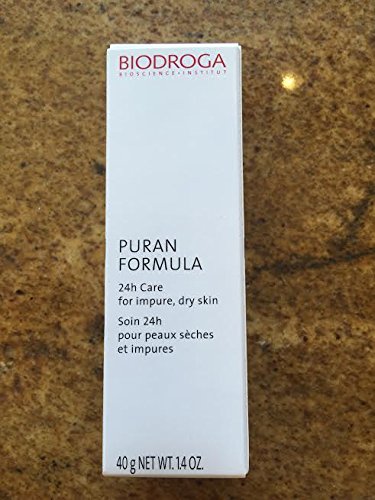 BIODROGA
BIOSCIENCE•INSTITUT
PURAN
FORMULA
24h Care
for impure, dry skin
Soin 24h
pour peaux sèches
et impures
40 g NET WT. 1.4 OZ.